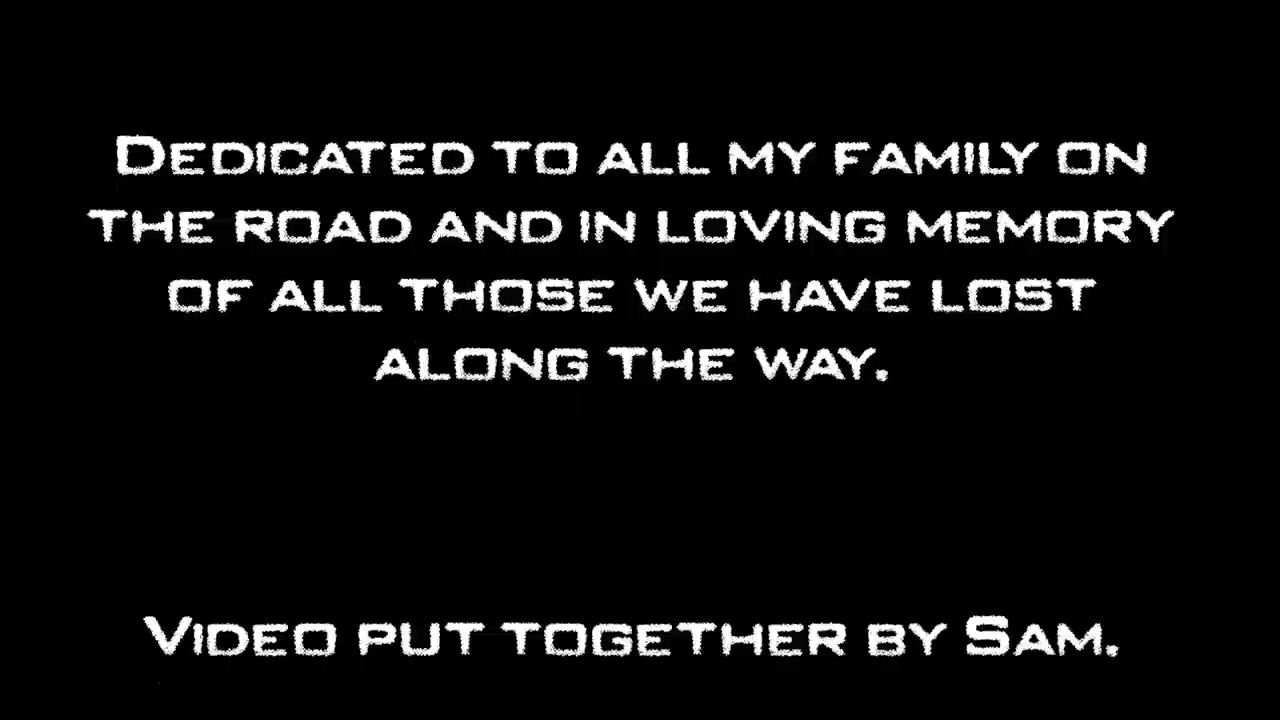 Dedicated to all my family on
the road and in loving memory
of all those we have lost
along the way.
Video put together by Sam.